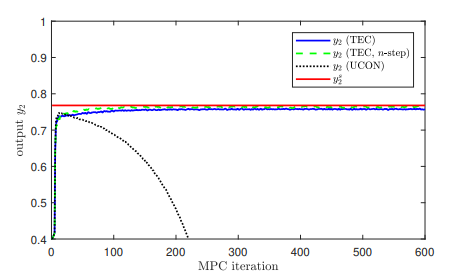 1
0.9
0.8
0.7
0.6
0.5
0.4
0 100 200 300 400 500 600
output y₂
MPC iteration
y₂ (TEC)
y₂ (TEC, n-step)
y₂ (UCON)
y₂ˢ